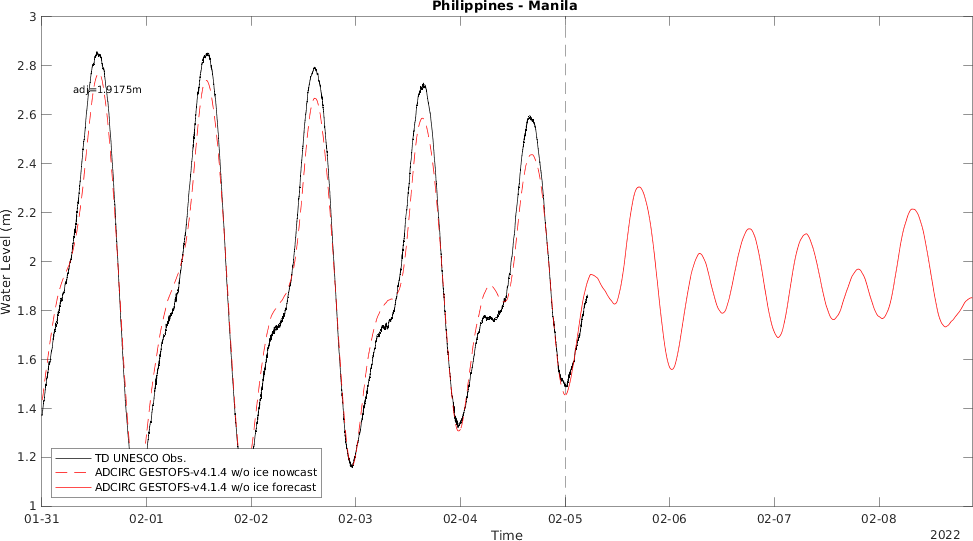 Philippines - Manila
3
2.8
2.6
2.4
2.2
2
1.8
1.6
1.4
1.2
1
Water Level (m)
adj=1.9175m
TD UNESCO Obs.
ADCIRC GESTOFS-v4.1.4 w/o ice nowcast
ADCIRC GESTOFS-v4.1.4 w/o ice forecast
01-31 02-01 02-02 02-03 02-04 02-05 02-06 02-07 02-08
Time
2022